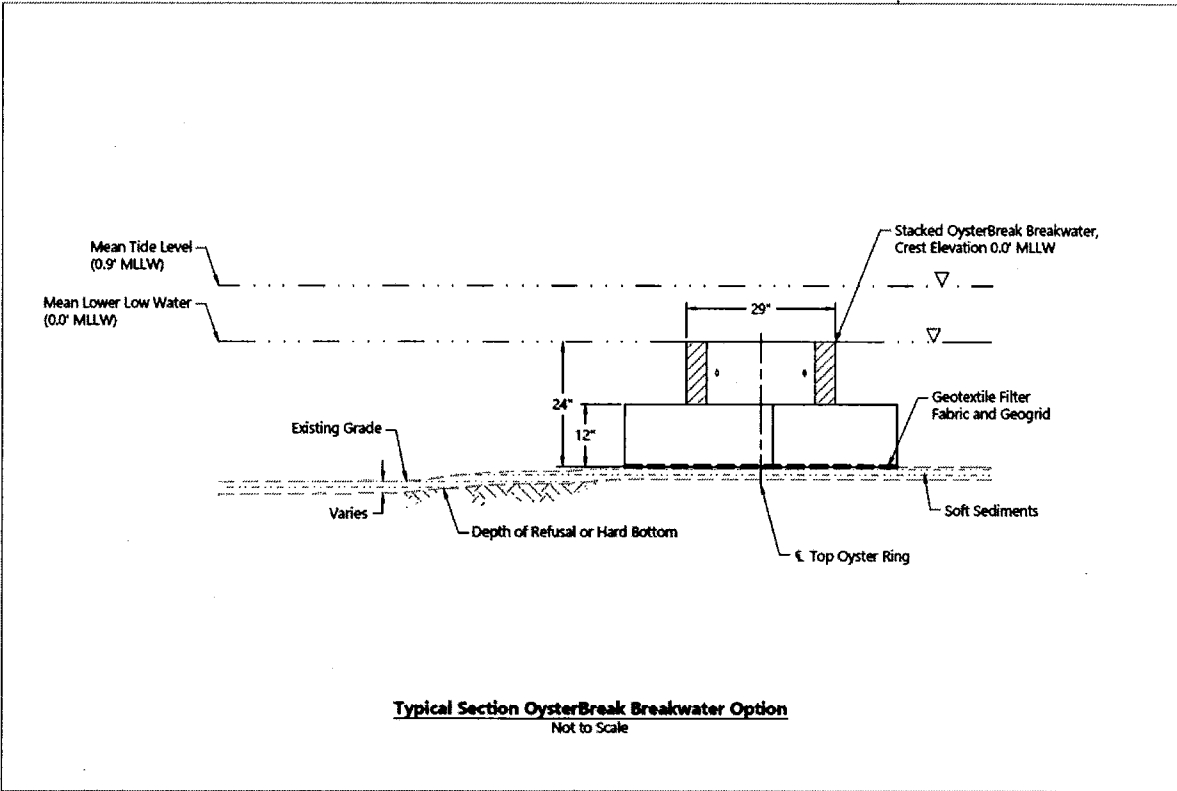 Mean Tide Level
(0.9' MLLW)
Mean Lower Low Water
(0.0' MLLW)
Stacked OysterBreak Breakwater,
Crest Elevation 0.0' MLLW
29"
24"
12"
Geotextile Filter
Fabric and Geogrid
Existing Grade
Varies
Depth of Refusal or Hard Bottom
Soft Sediments
℄ Top Oyster Ring
Typical Section OysterBreak Breakwater Option
Not to Scale